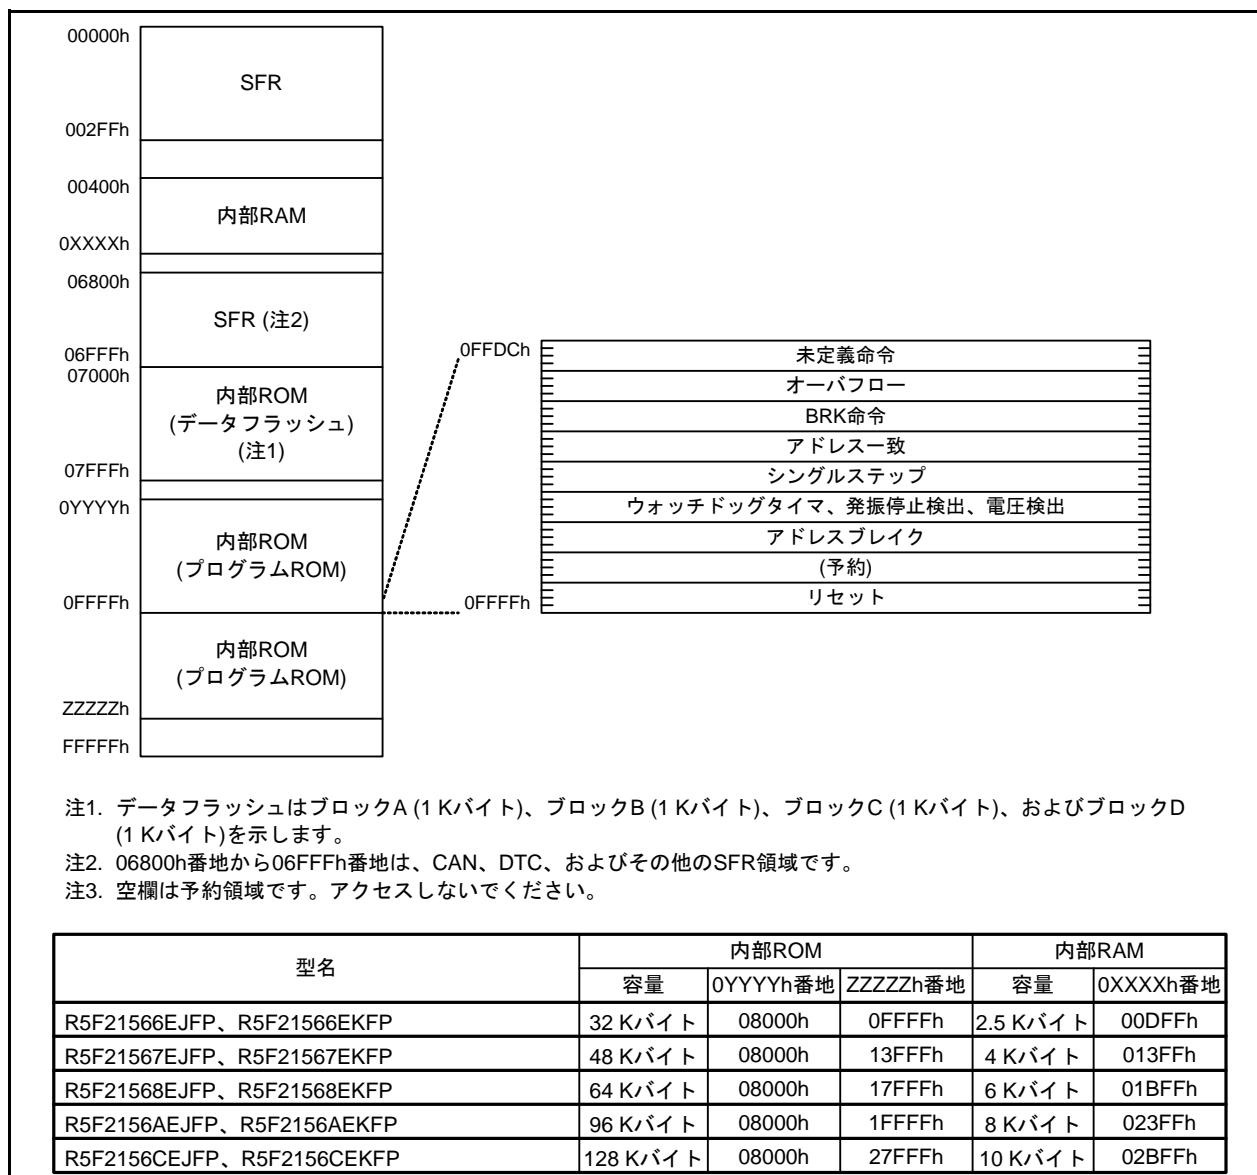 00000h
SFR
002FFh
00400h
内部RAM
0XXXXh
06800h
SFR (注2)
06FFFh
07000h
内部ROM
(データフラッシュ)
(注1)
07FFFh
0YYYYh
内部ROM
(プログラムROM)
0FFFFh
内部ROM
(プログラムROM)
ZZZZZh
FFFFFh
0FFDCh
未定義命令
オーバフロー
BRK命令
アドレス一致
シングルステップ
ウォッチドッグタイマ、発振停止検出、電圧検出
アドレスブレイク
(予約)
0FFFFh
リセット
注1. データフラッシュはブロックA (1 Kバイト)、ブロックB (1 Kバイト)、ブロックC (1 Kバイト)、およびブロックD
(1 Kバイト)を示します。
注2. 06800h番地から06FFFh番地は、CAN、DTC、およびその他のSFR領域です。
注3. 空欄は予約領域です。アクセスしないでください。
型名 内部ROM 内部RAM
容量 0YYYYh番地 ZZZZZh番地 容量 0XXXXh番地
R5F21566EJFP、R5F21566EKFP 32 Kバイト 08000h 0FFFFh 2.5 Kバイト 00DFFh
R5F21567EJFP、R5F21567EKFP 48 Kバイト 08000h 13FFFh 4 Kバイト 013FFh
R5F21568EJFP、R5F21568EKFP 64 Kバイト 08000h 17FFFh 6 Kバイト 01BFFh
R5F2156AEJFP、R5F2156AEKFP 96 Kバイト 08000h 1FFFFh 8 Kバイト 023FFh
R5F2156CEJFP、R5F2156CEKFP 128 Kバイト 08000h 27FFFh 10 Kバイト 02BFFh